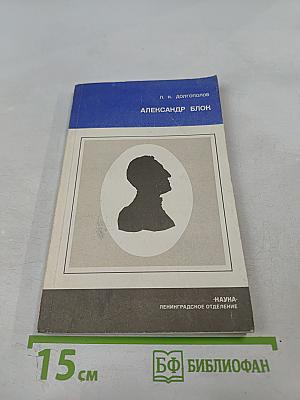 Л. К. ДОЛГОПОЛОВ
АЛЕКСАНДР БЛОК
«НАУКА»
ЛЕНИНГРАДСКОЕ ОТДЕЛЕНИЕ
15 см
БФ БИБЛИОФАН